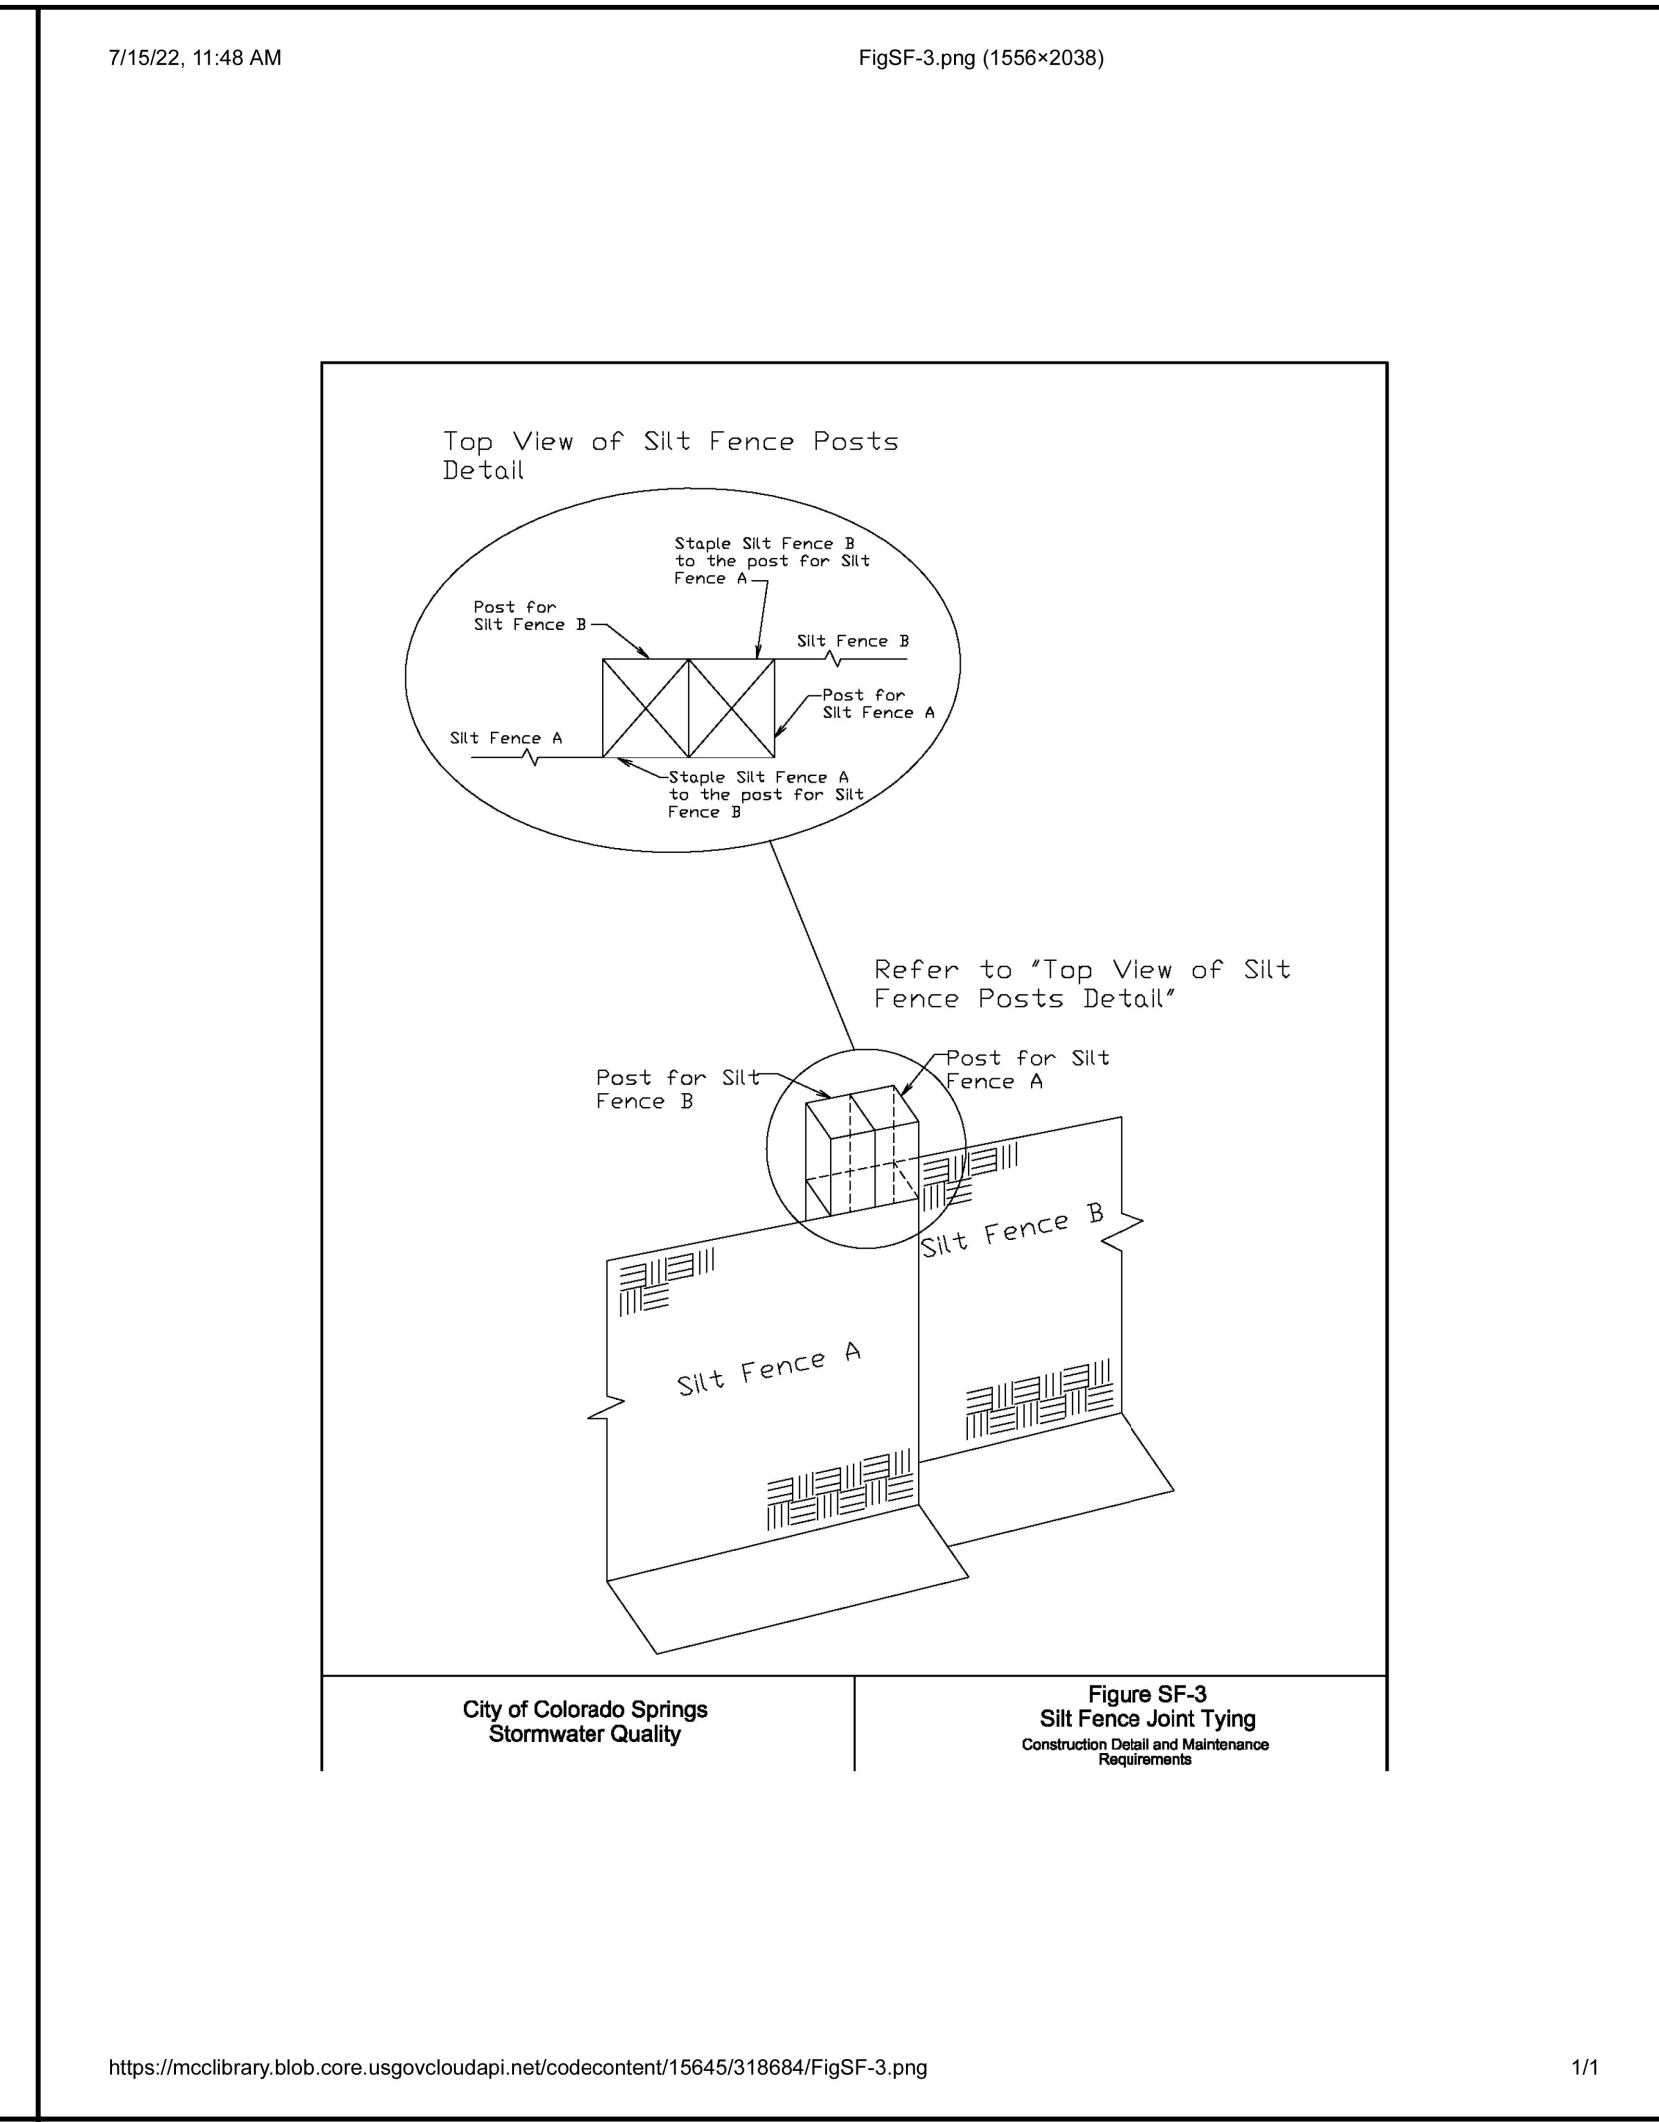 7/15/22, 11:48 AM
FigSF-3.png (1556×2038)
Top View of Silt Fence Posts
Detail
Staple Silt Fence B
to the post for Silt
Fence A
Post for
Silt Fence B
Silt Fence B
Post for
Silt Fence A
Silt Fence A
Staple Silt Fence A
to the post for Silt
Fence B
Refer to "Top View of Silt
Fence Posts Detail"
Post for Silt
Fence B
Post for Silt
Fence A
Silt Fence B
Silt Fence A
City of Colorado Springs
Stormwater Quality
Figure SF-3
Silt Fence Joint Tying
Construction Detail and Maintenance
Requirements
https://mcclibrary.blob.core.usgovcloudapi.net/codecontent/15645/318684/FigSF-3.png
1/1